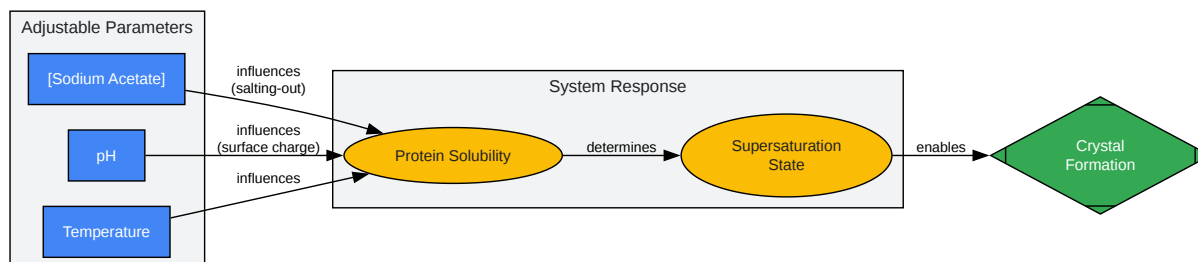 Adjustable Parameters
[Sodium Acetate]
pH
Temperature
influences
(salting-out)
influences
(surface charge)
influences
System Response
Protein Solubility
determines
Supersaturation
State
enables
Crystal
Formation